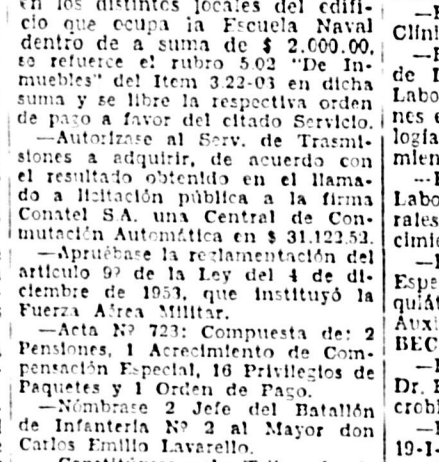 en los distintos locales del edifi-
cio que ocupa la Escuela Naval
dentro de a suma de $ 2.000.00,
se refuerce el rubro 5.02 "De In-
muebles" del Item 3.22-03 en dicha
suma y se libre la respectiva orden
de pago a favor del citado Servicio.
—Autorízase al Serv. de Trasmi-
siones a adquirir, de acuerdo con
el resultado obtenido en el llama-
do a licitación pública a la firma
Conatel S.A. una Central de Con-
mutación Automática en $ 31.122.53.
—Apruébase la reglamentación del
artículo 9º de la Ley del 4 de di-
ciembre de 1953, que instituyó la
Fuerza Aérea Militar.
—Acta Nº 723: Compuesta de: 2
Pensiones, 1 Acrecimiento de Com-
pensación Especial, 16 Privilegios de
Paquetes y 1 Orden de Pago.
—Nómbrase 2 Jefe del Batallón
de Infantería Nº 2 al Mayor don
Carlos Emilio Lavarello.
Clíni
de I
Labo
nes e
logía
mien
Labo
rales
cimie
Espe
quiát
Auxi
BEC
Dr. 
crobi
19-I-